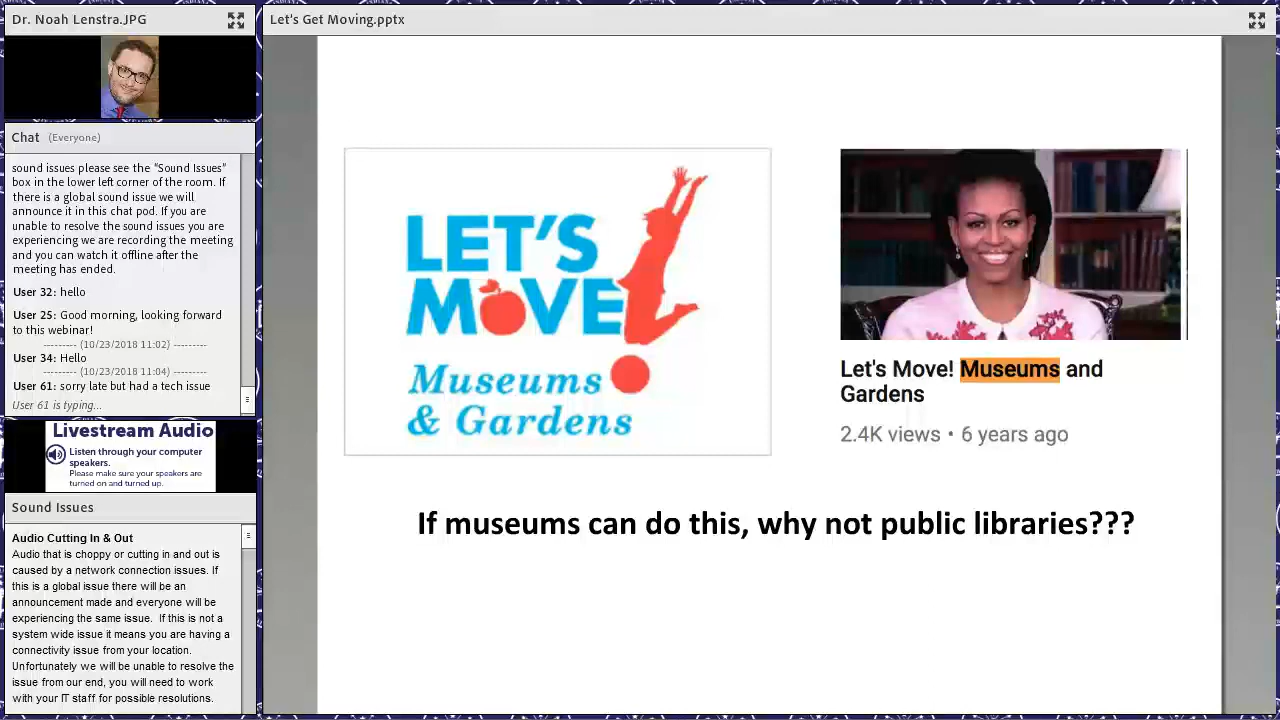 Dr. Noah Lenstra.JPG
Let's Get Moving.pptx
Chat (Everyone)
sound issues please see the "Sound Issues"
box in the lower left corner of the room. If
there is a global sound issue we will
announce it in this chat pod. If you are
unable to resolve the sound issues you are
experiencing we are recording the meeting
and you can watch it offline after the
meeting has ended.
User 32: hello
User 25: Good morning, looking forward
to this webinar!
--------- (10/23/2018 11:02) ---------
User 34: Hello
--------- (10/23/2018 11:04) ---------
User 61: sorry late but had a tech issue
User 61 is typing...
Livestream Audio
Listen through your computer
speakers.
Please make sure your speakers are
turned on and turned up.
Sound Issues
Audio Cutting In & Out
Audio that is choppy or cutting in and out is
caused by a network connection issues. If
this is a global issue there will be an
announcement made and everyone will be
experiencing the same issue.  If this is not a
system wide issue it means you are having a
connectivity issue from your location.
Unfortunately we will be unable to resolve the
issue from our end, you will need to work
with your IT staff for possible resolutions.
LET'S
MOVE!
Museums
& Gardens
Let's Move! Museums and
Gardens
2.4K views • 6 years ago
If museums can do this, why not public libraries???